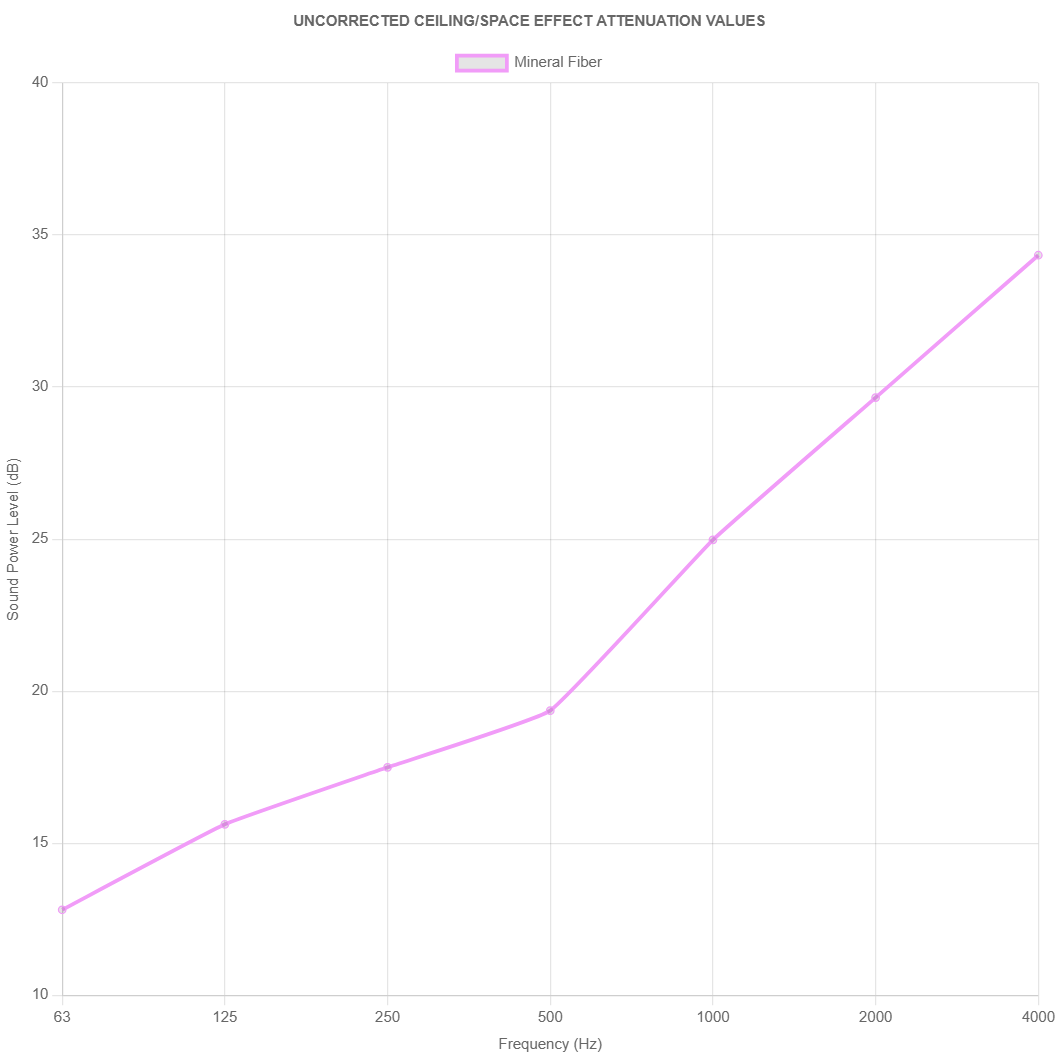 UNCORRECTED CEILING/SPACE EFFECT ATTENUATION VALUES
Mineral Fiber
40
35
30
25
20
15
10
Sound Power Level (dB)
63 125 250 500 1000 2000 4000
Frequency (Hz)